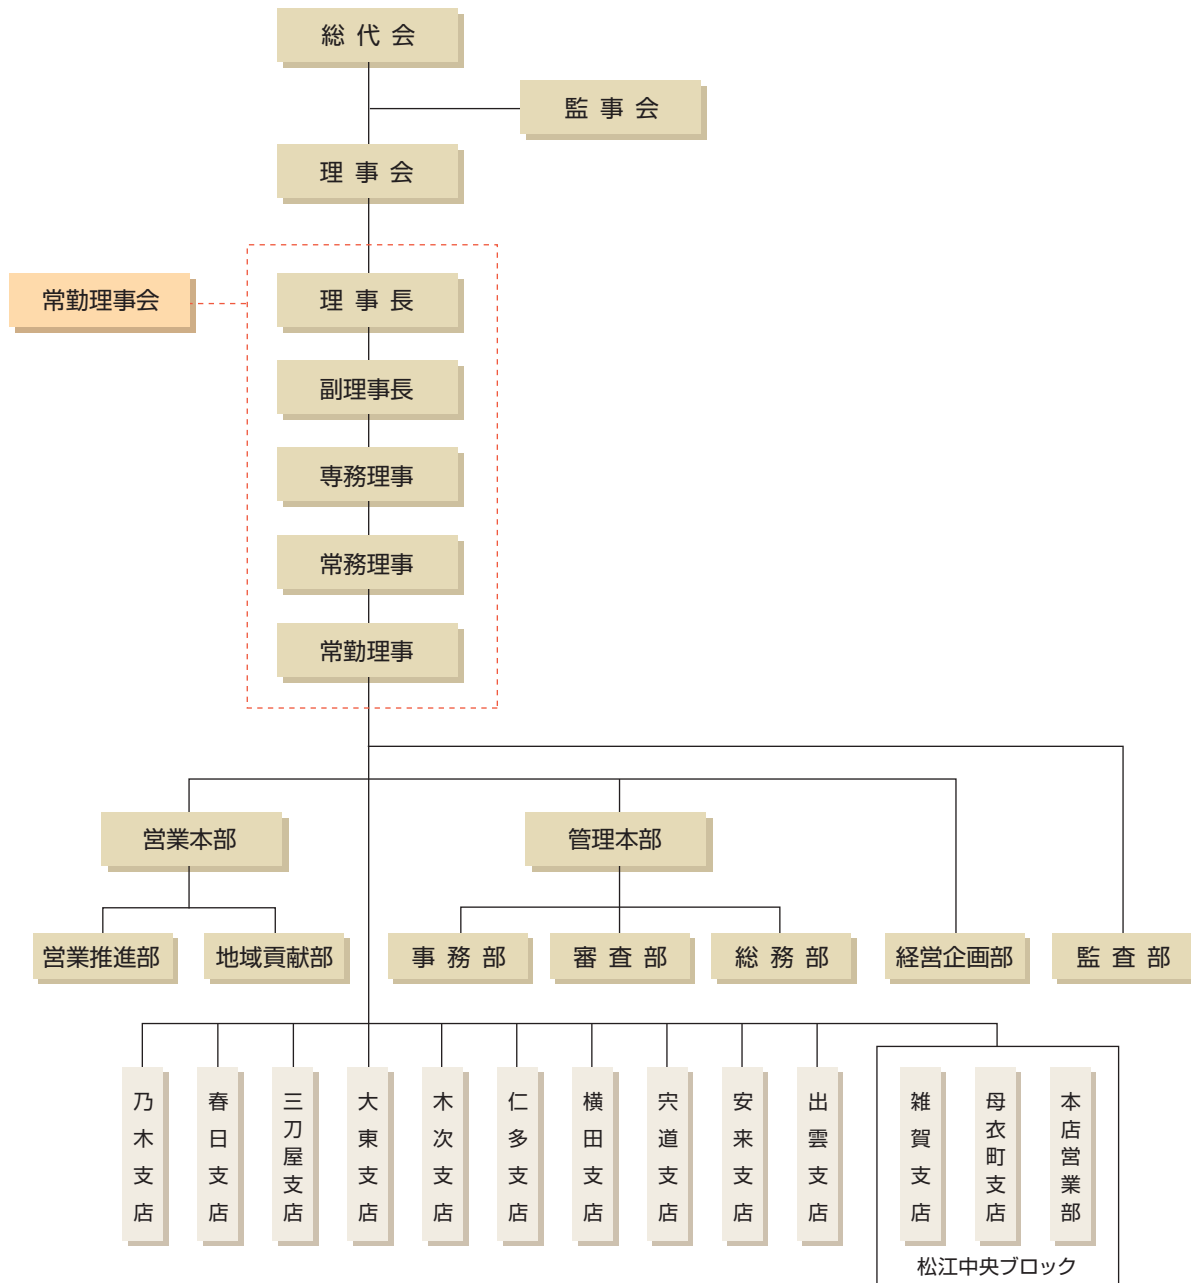 総代会
監事会
理事会
常勤理事会
理事長
副理事長
専務理事
常務理事
常勤理事
営業本部
管理本部
営業推進部
地域貢献部
事務部
審査部
総務部
経営企画部
監査部
乃木支店
春日支店
三刀屋支店
大東支店
木次支店
仁多支店
横田支店
宍道支店
安来支店
出雲支店
雑賀支店
母衣町支店
本店営業部
松江中央ブロック